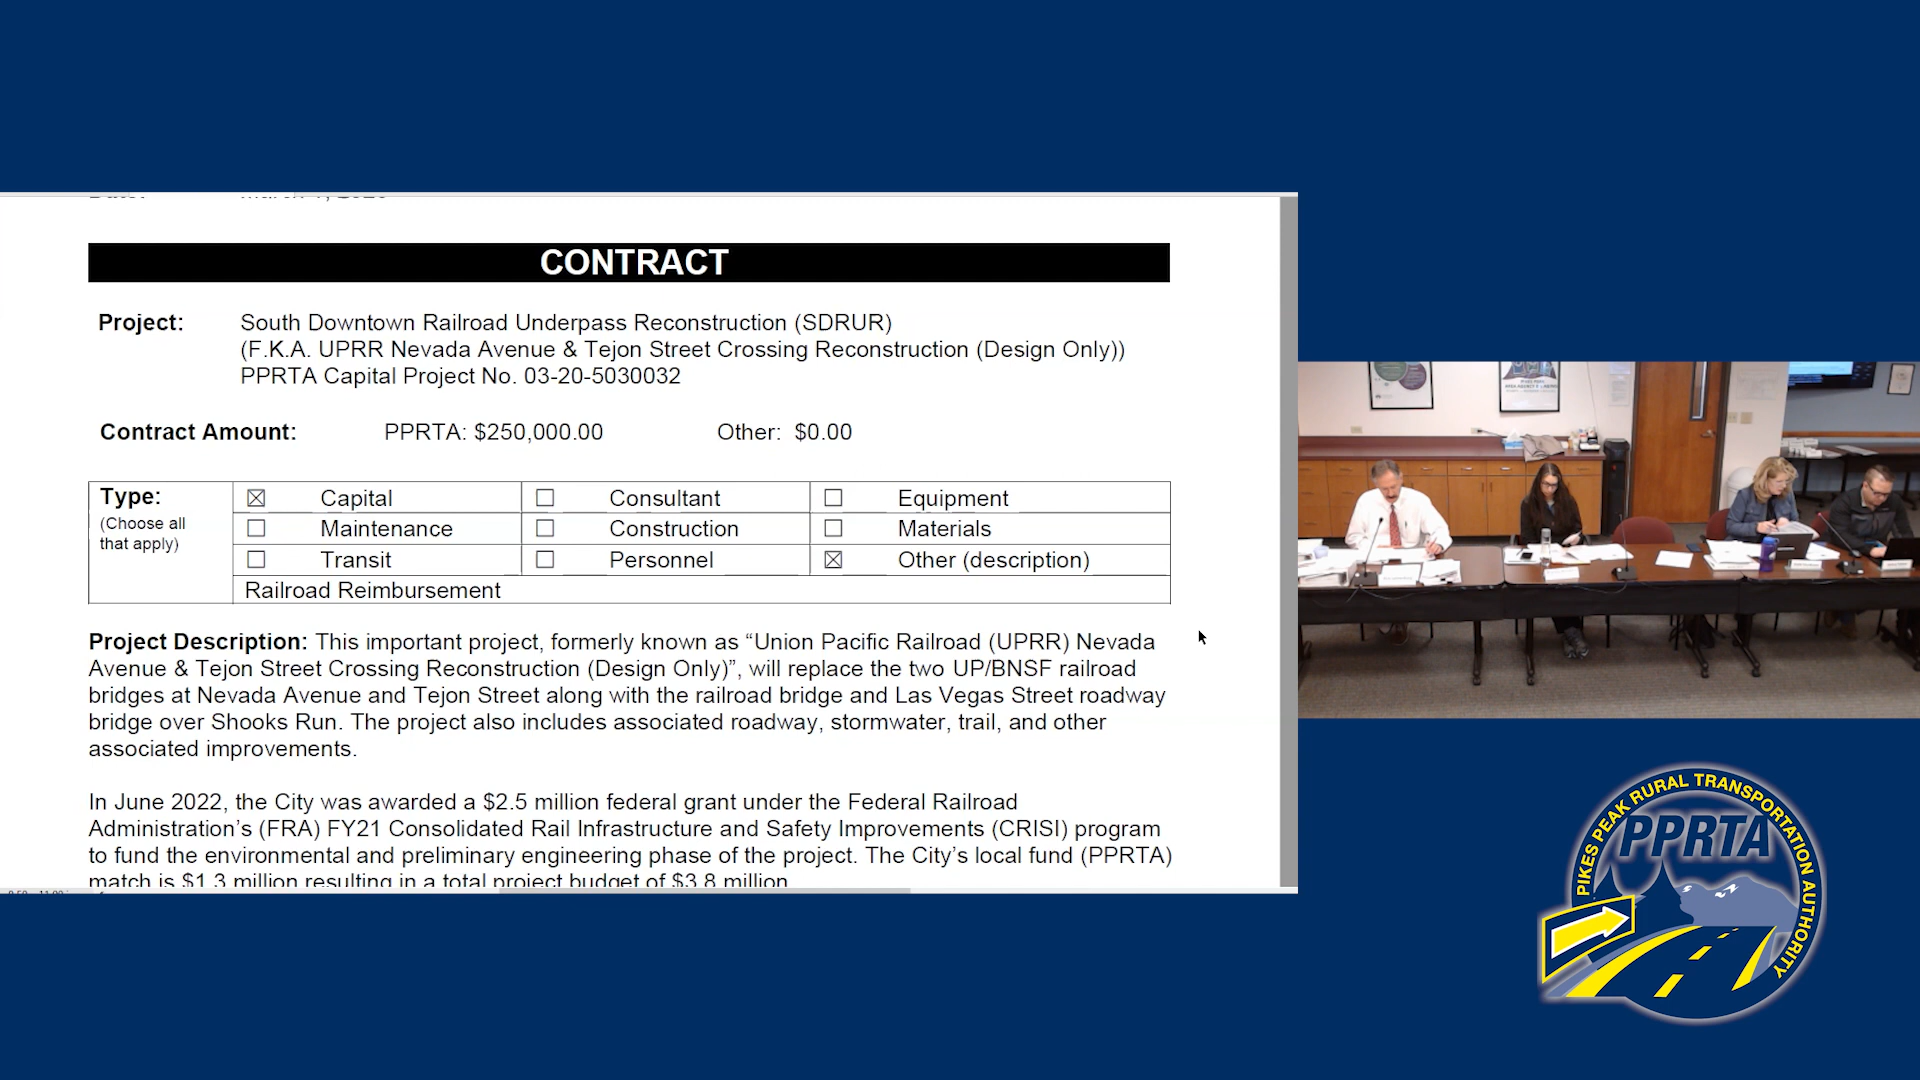 CONTRACT
Project: South Downtown Railroad Underpass Reconstruction (SDRUR)
(F.K.A. UPRR Nevada Avenue & Tejon Street Crossing Reconstruction (Design Only))
PPRTA Capital Project No. 03-20-5030032
Contract Amount: PPRTA: $250,000.00 Other: $0.00
Type: ☒ Capital ☐ Consultant ☐ Equipment
(Choose all
that apply)
☐ Maintenance ☐ Construction ☐ Materials
☐ Transit ☐ Personnel ☒ Other (description)
Railroad Reimbursement
Project Description: This important project, formerly known as “Union Pacific Railroad (UPRR) Nevada
Avenue & Tejon Street Crossing Reconstruction (Design Only)”, will replace the two UP/BNSF railroad
bridges at Nevada Avenue and Tejon Street along with the railroad bridge and Las Vegas Street roadway
bridge over Shooks Run. The project also includes associated roadway, stormwater, trail, and other
associated improvements.
In June 2022, the City was awarded a $2.5 million federal grant under the Federal Railroad
Administration’s (FRA) FY21 Consolidated Rail Infrastructure and Safety Improvements (CRISI) program
to fund the environmental and preliminary engineering phase of the project. The City’s local fund (PPRTA)
match is $1.3 million resulting in a total project budget of $3.8 million
PIKES PEAK RURAL TRANSPORTATION AUTHORITY
PPRTA